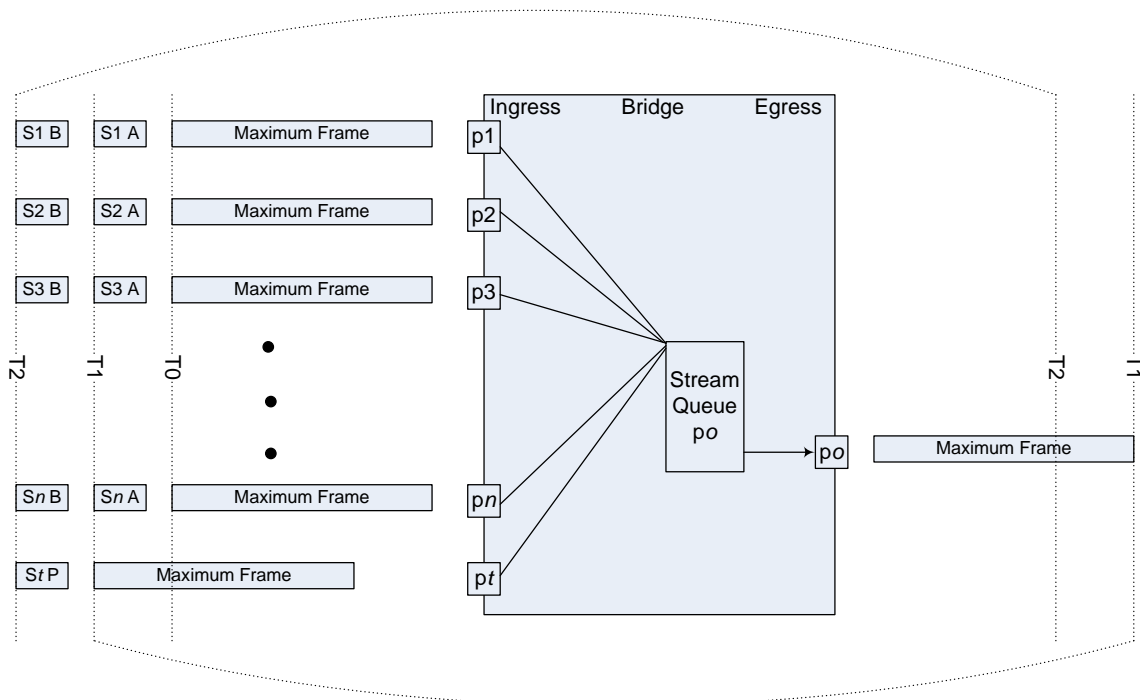 Ingress Bridge Egress
S1 B S1 A Maximum Frame p1
S2 B S2 A Maximum Frame p2
S3 B S3 A Maximum Frame p3
T2 T1 T0 T2 T1
Stream
Queue
po
po Maximum Frame
Sn B Sn A Maximum Frame pn
St P Maximum Frame pt